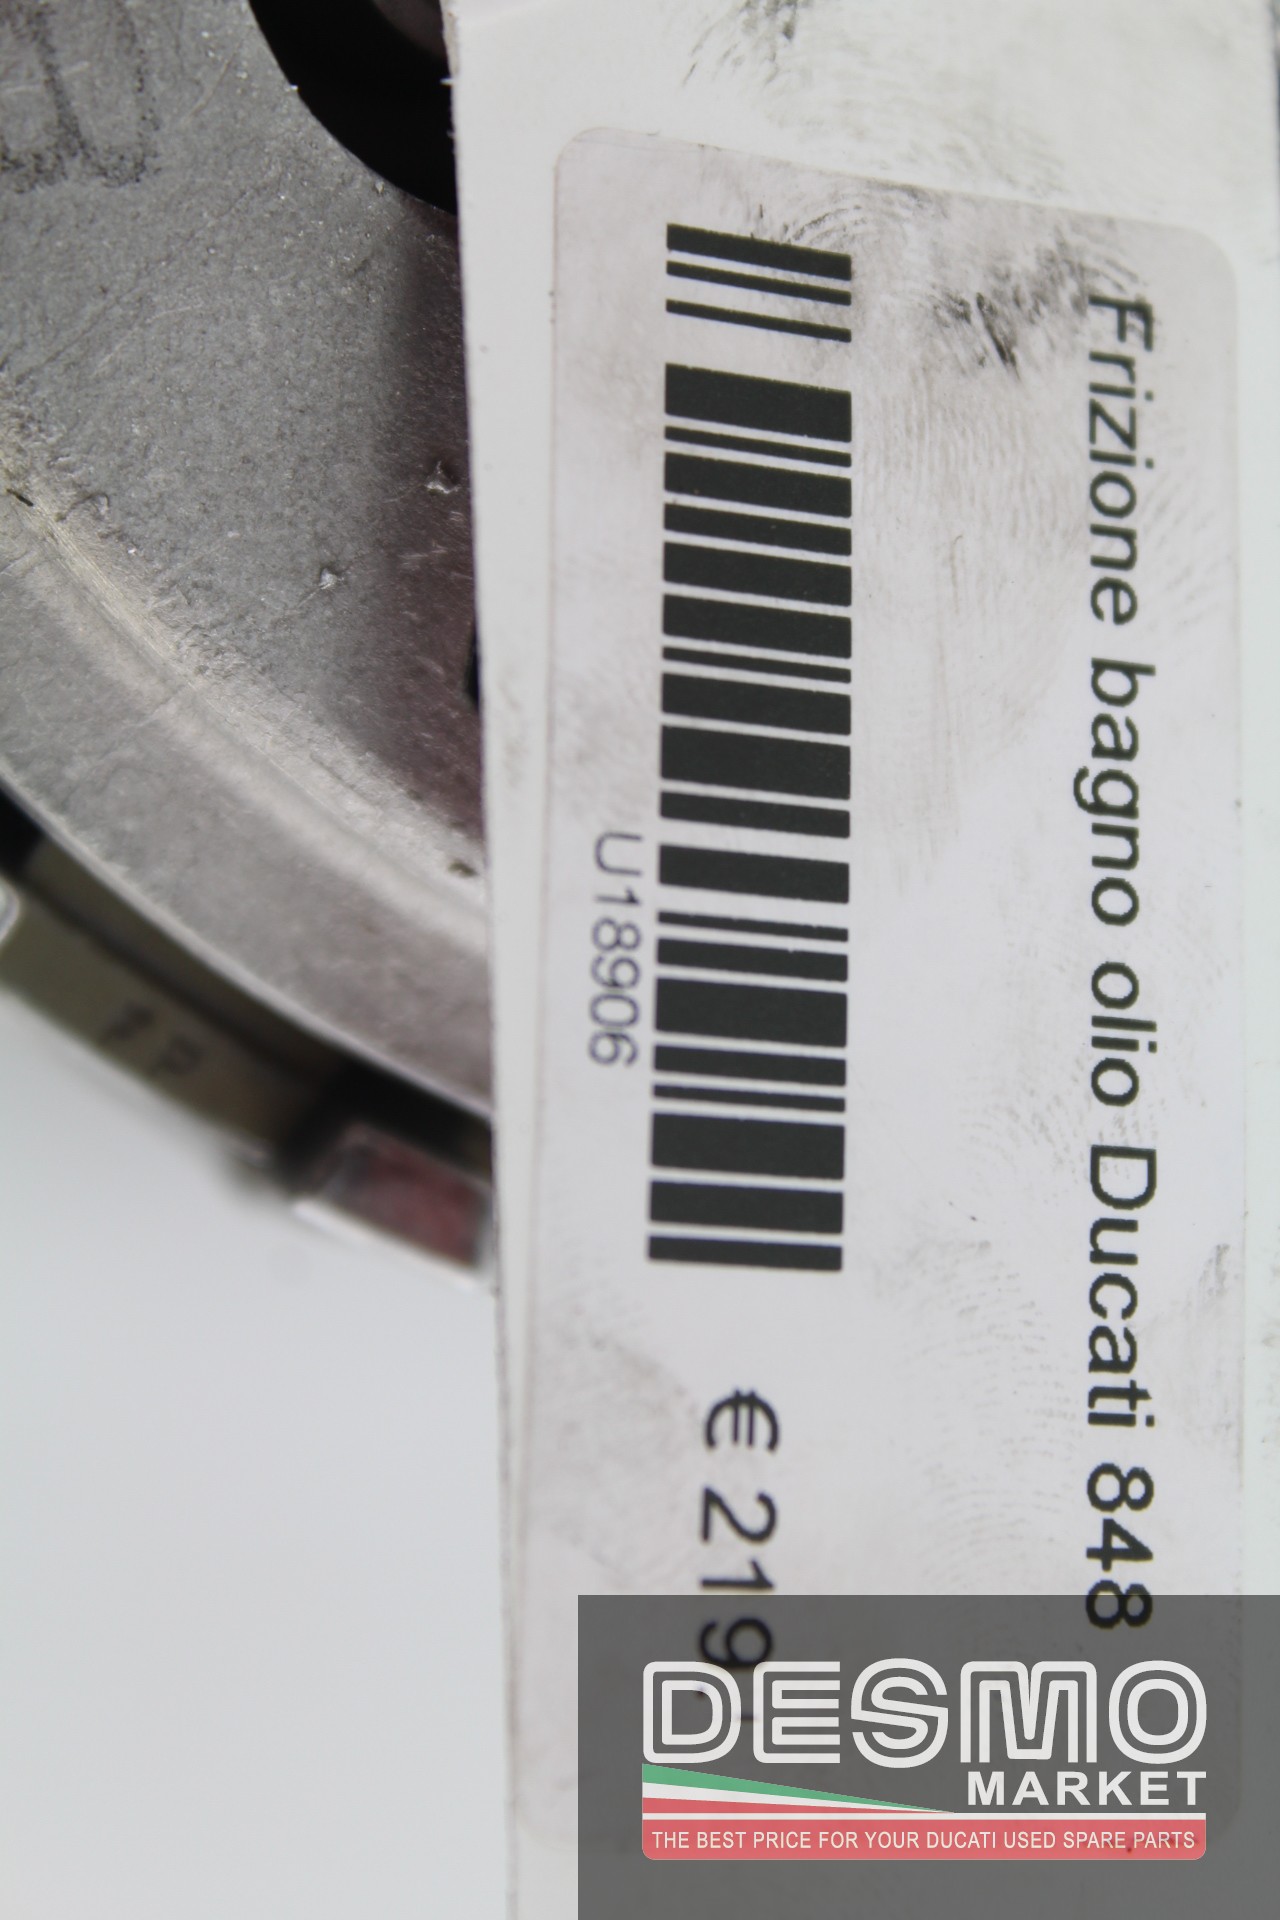 Frizione bagno olio Ducati 848
U18906
€ 219,
DESMO
MARKET
THE BEST PRICE FOR YOUR DUCATI USED SPARE PARTS